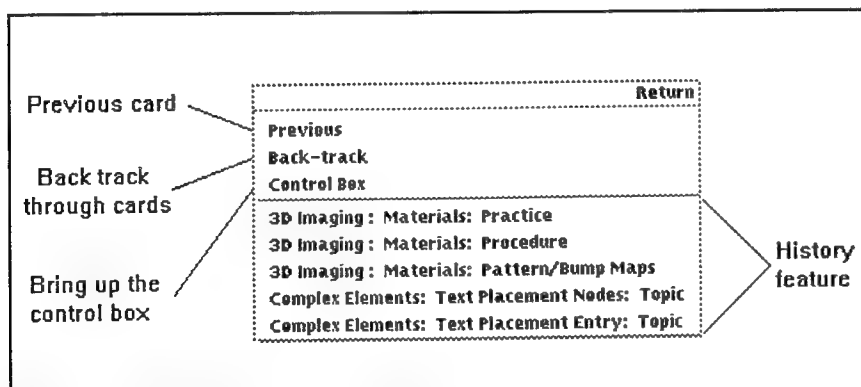 Previous card
Back track
through cards
Bring up the
control box
Return
Previous
Back-track
Control Box
3D Imaging : Materials: Practice
3D Imaging : Materials: Procedure
3D Imaging : Materials: Pattern/Bump Maps
Complex Elements: Text Placement Nodes: Topic
Complex Elements: Text Placement Entry: Topic
History
feature